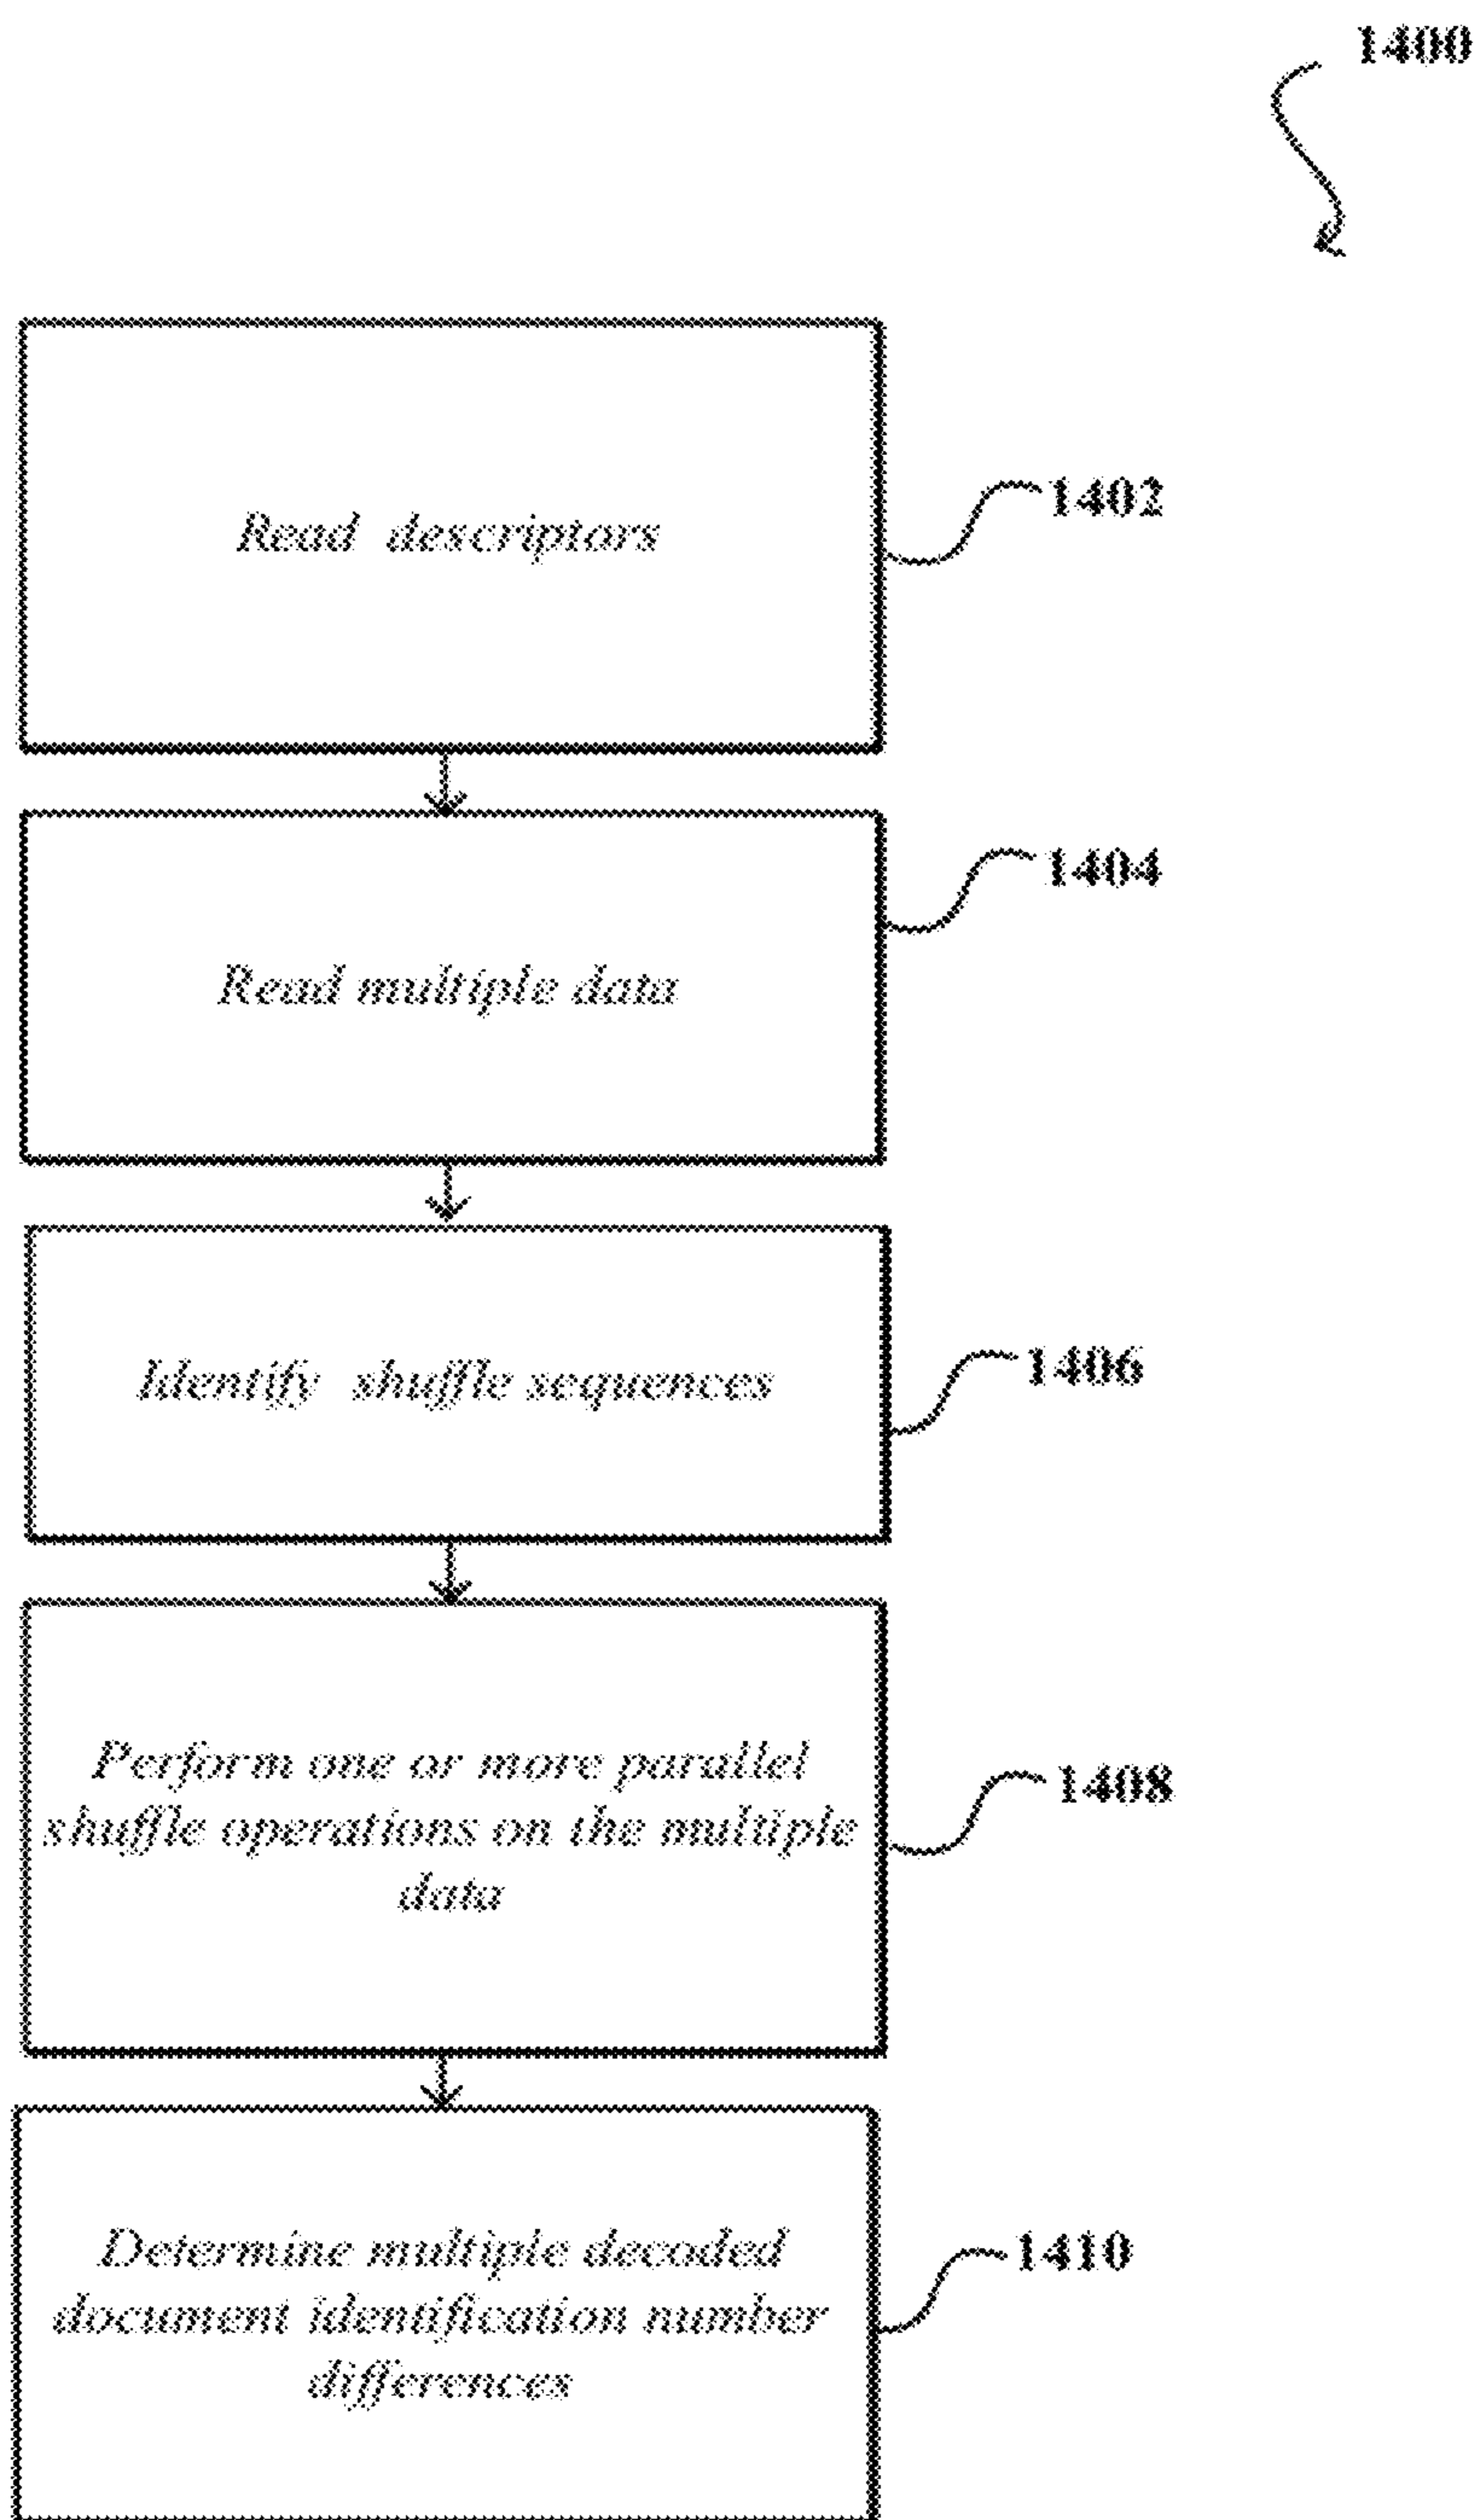 1400
Read descriptors
1402
Read multiple data
1404
Identify shuffle sequences
1406
Perform one or more parallel
shuffle operations on the multiple
data
1408
Determine multiple decoded
document identification number
differences
1410